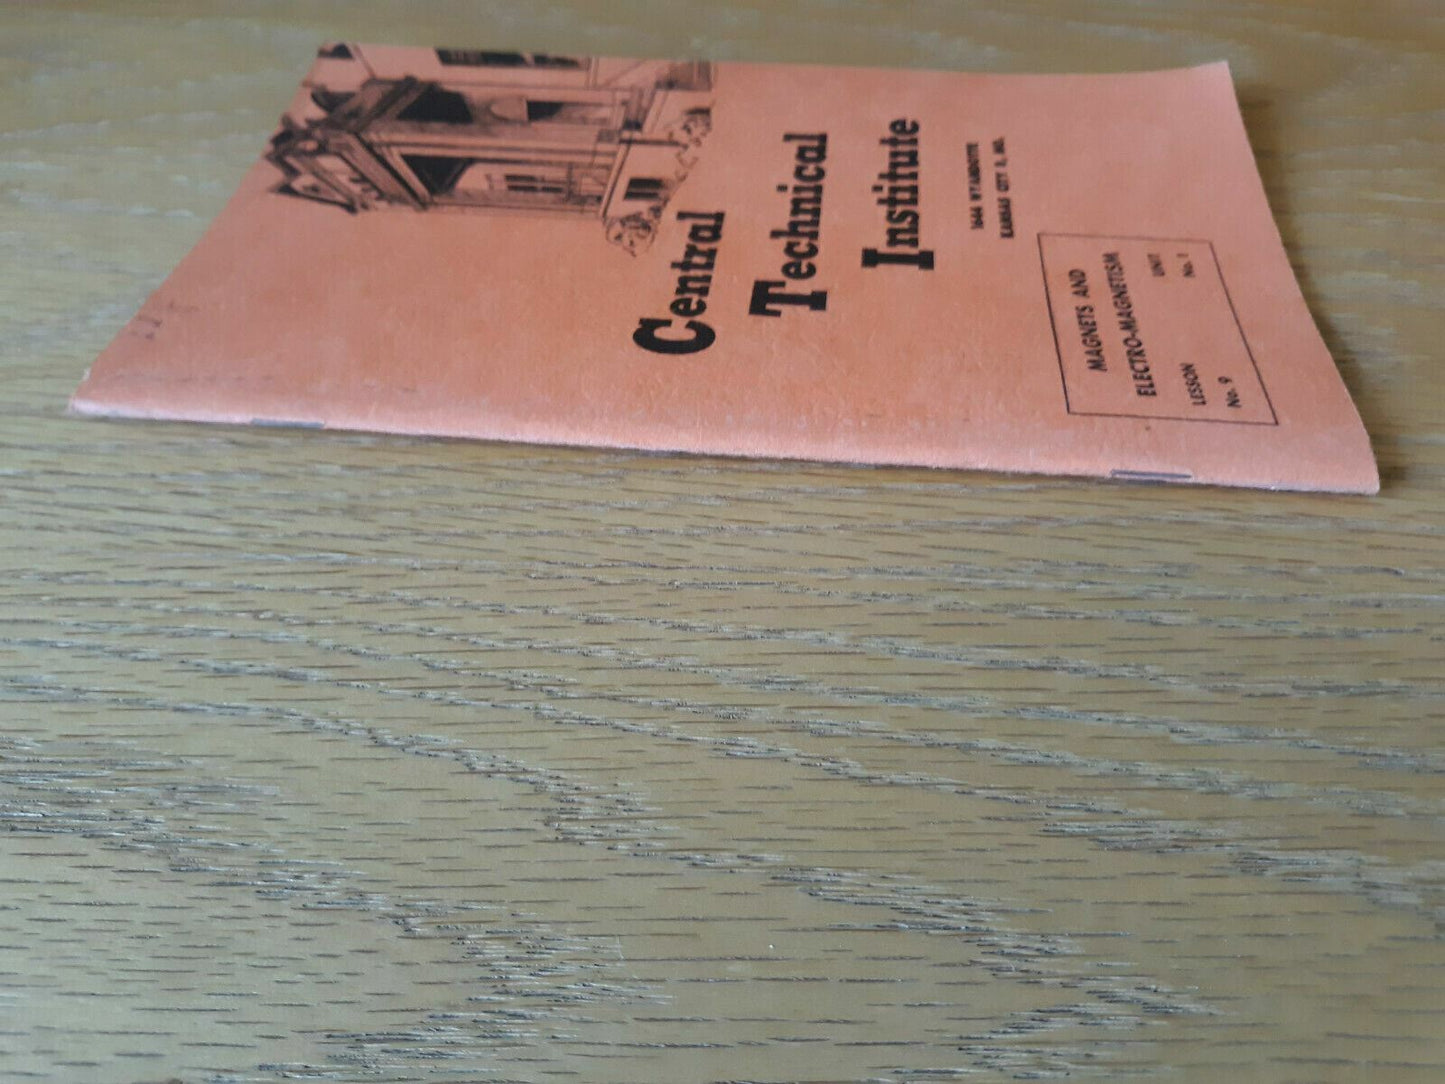 Central
Technical
Institute
1644 WYANDOTTE
KANSAS CITY 8, MO.
MAGNETS AND
ELECTRO-MAGNETISM
LESSON UNIT
No. 9 No. 1